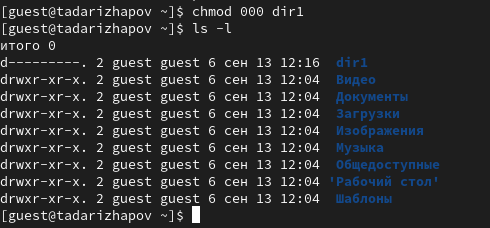 [guest@tadarizhapov ~]$ chmod 000 dir1
[guest@tadarizhapov ~]$ ls -l
итого 0
d---------. 2 guest guest 6 сен 13 12:16  dir1
drwxr-xr-x. 2 guest guest 6 сен 13 12:04  Видео
drwxr-xr-x. 2 guest guest 6 сен 13 12:04  Документы
drwxr-xr-x. 2 guest guest 6 сен 13 12:04  Загрузки
drwxr-xr-x. 2 guest guest 6 сен 13 12:04  Изображения
drwxr-xr-x. 2 guest guest 6 сен 13 12:04  Музыка
drwxr-xr-x. 2 guest guest 6 сен 13 12:04  Общедоступные
drwxr-xr-x. 2 guest guest 6 сен 13 12:04 'Рабочий стол'
drwxr-xr-x. 2 guest guest 6 сен 13 12:04  Шаблоны
[guest@tadarizhapov ~]$